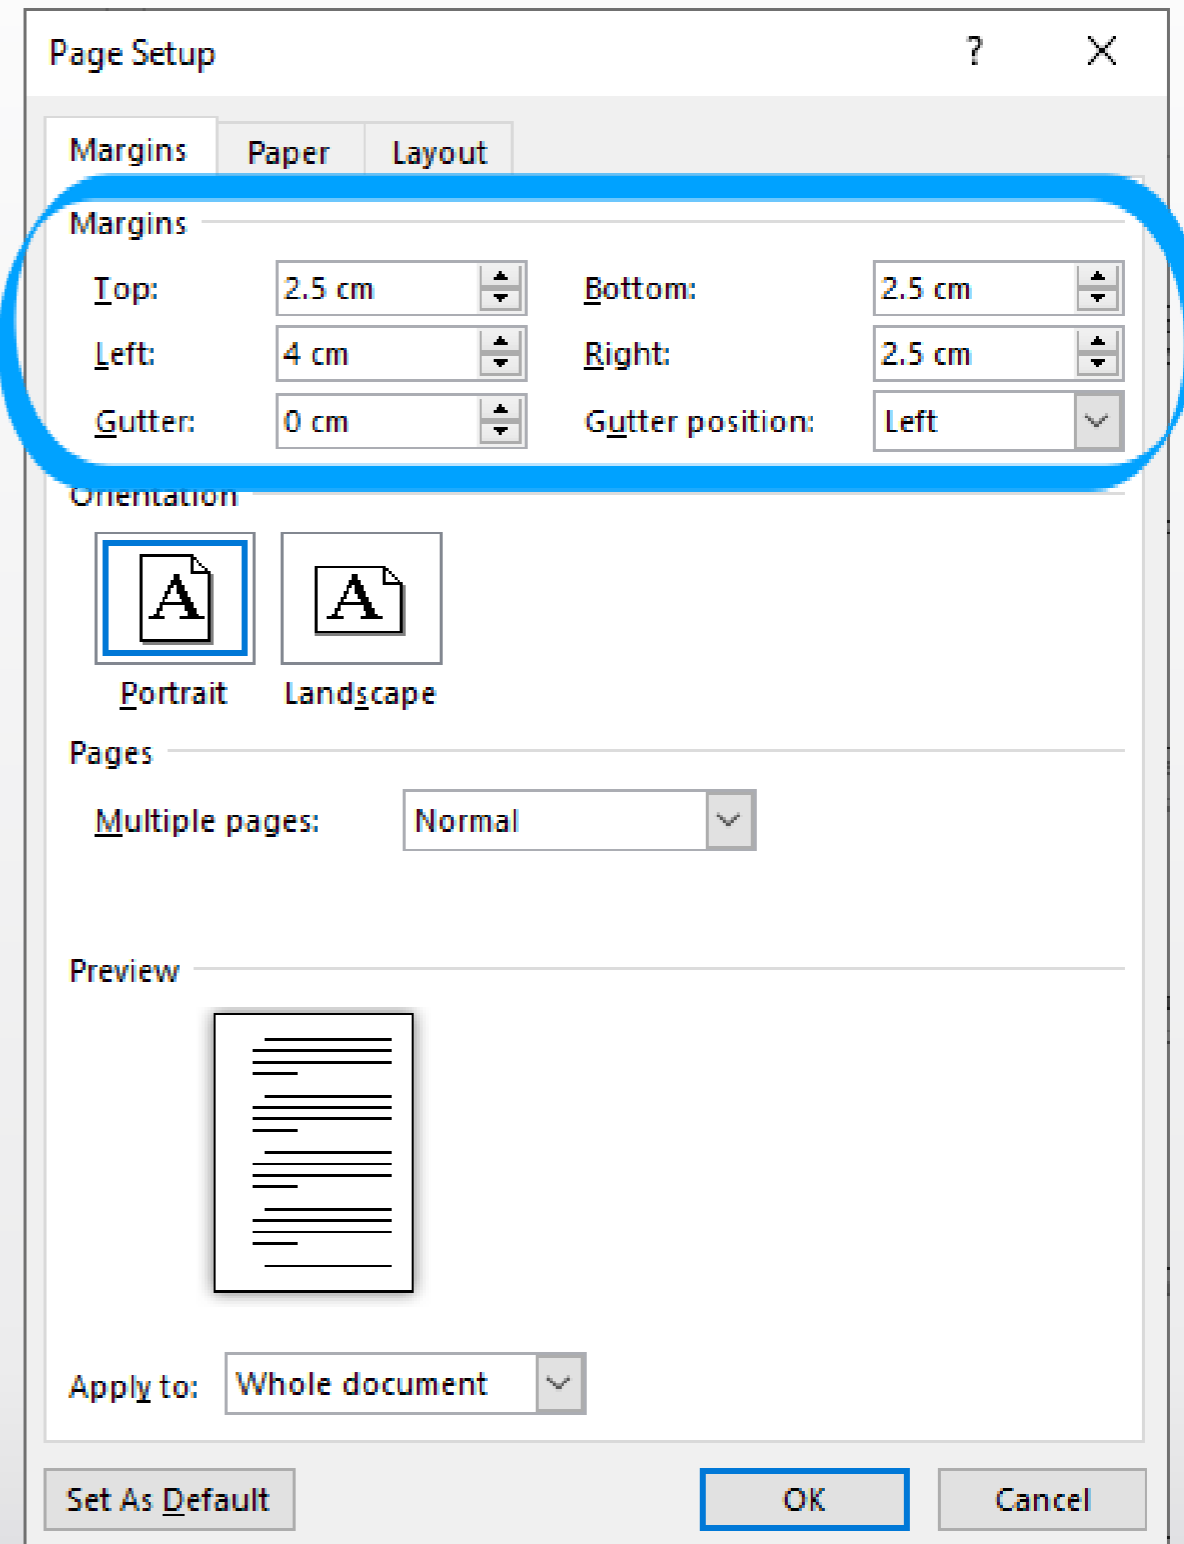 Page Setup ?
Margins Paper Layout
Margins
Top: 2.5 cm Bottom: 2.5 cm
Left: 4 cm Right: 2.5 cm
Gutter: 0 cm Gutter position: Left
Orientation
A A
Portrait Landscape
Pages
Multiple pages: Normal
Preview
Apply to: Whole document
Set As Default OK Cancel